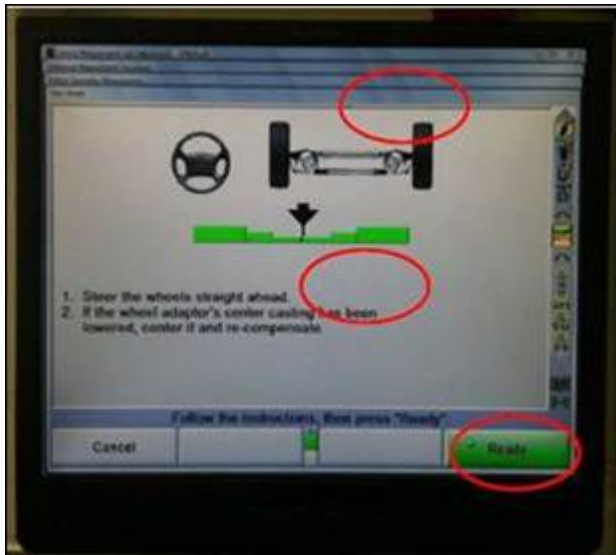 1. Steer the wheels straight ahead.
2. If the wheel adaptor's center casting has been
lowered, center it and re-compensate.
Follow the instructions, then press "Ready"
Cancel
Ready